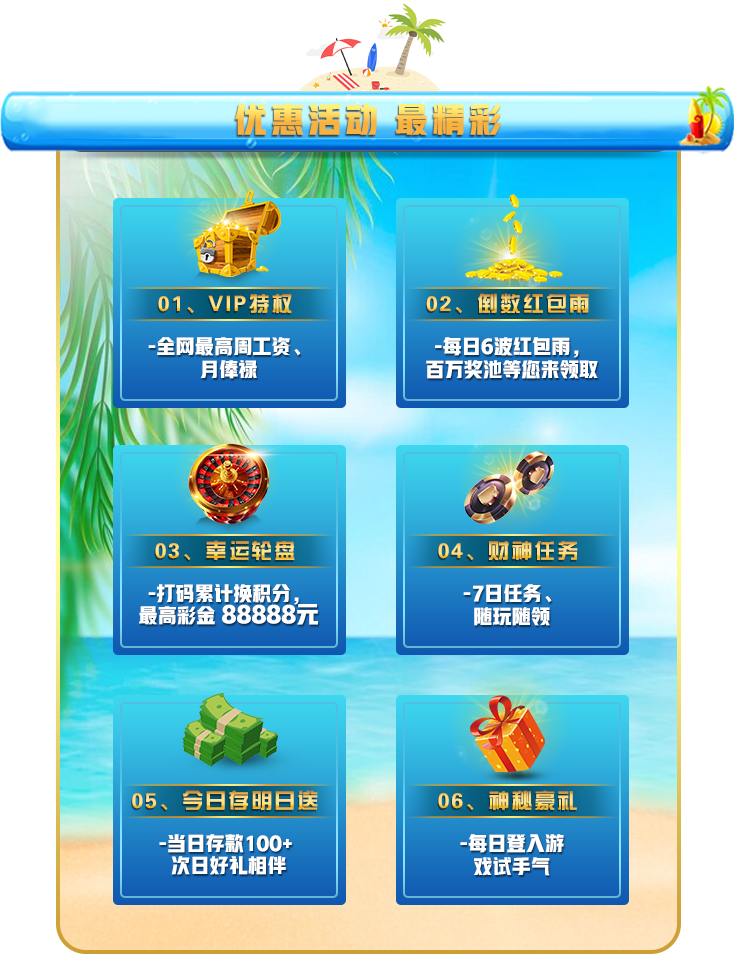 优惠活动 最精彩
01、VIP特权
-全网最高周工资、
月俸禄
02、倒数红包雨
-每日6波红包雨，
百万奖池等您来领取
03、幸运轮盘
-打码累计换积分，
最高彩金 88888元
04、财神任务
-7日任务、
随玩随领
05、今日存明日送
-当日存款100+
次日好礼相伴
06、神秘豪礼
-每日登入游
戏试手气